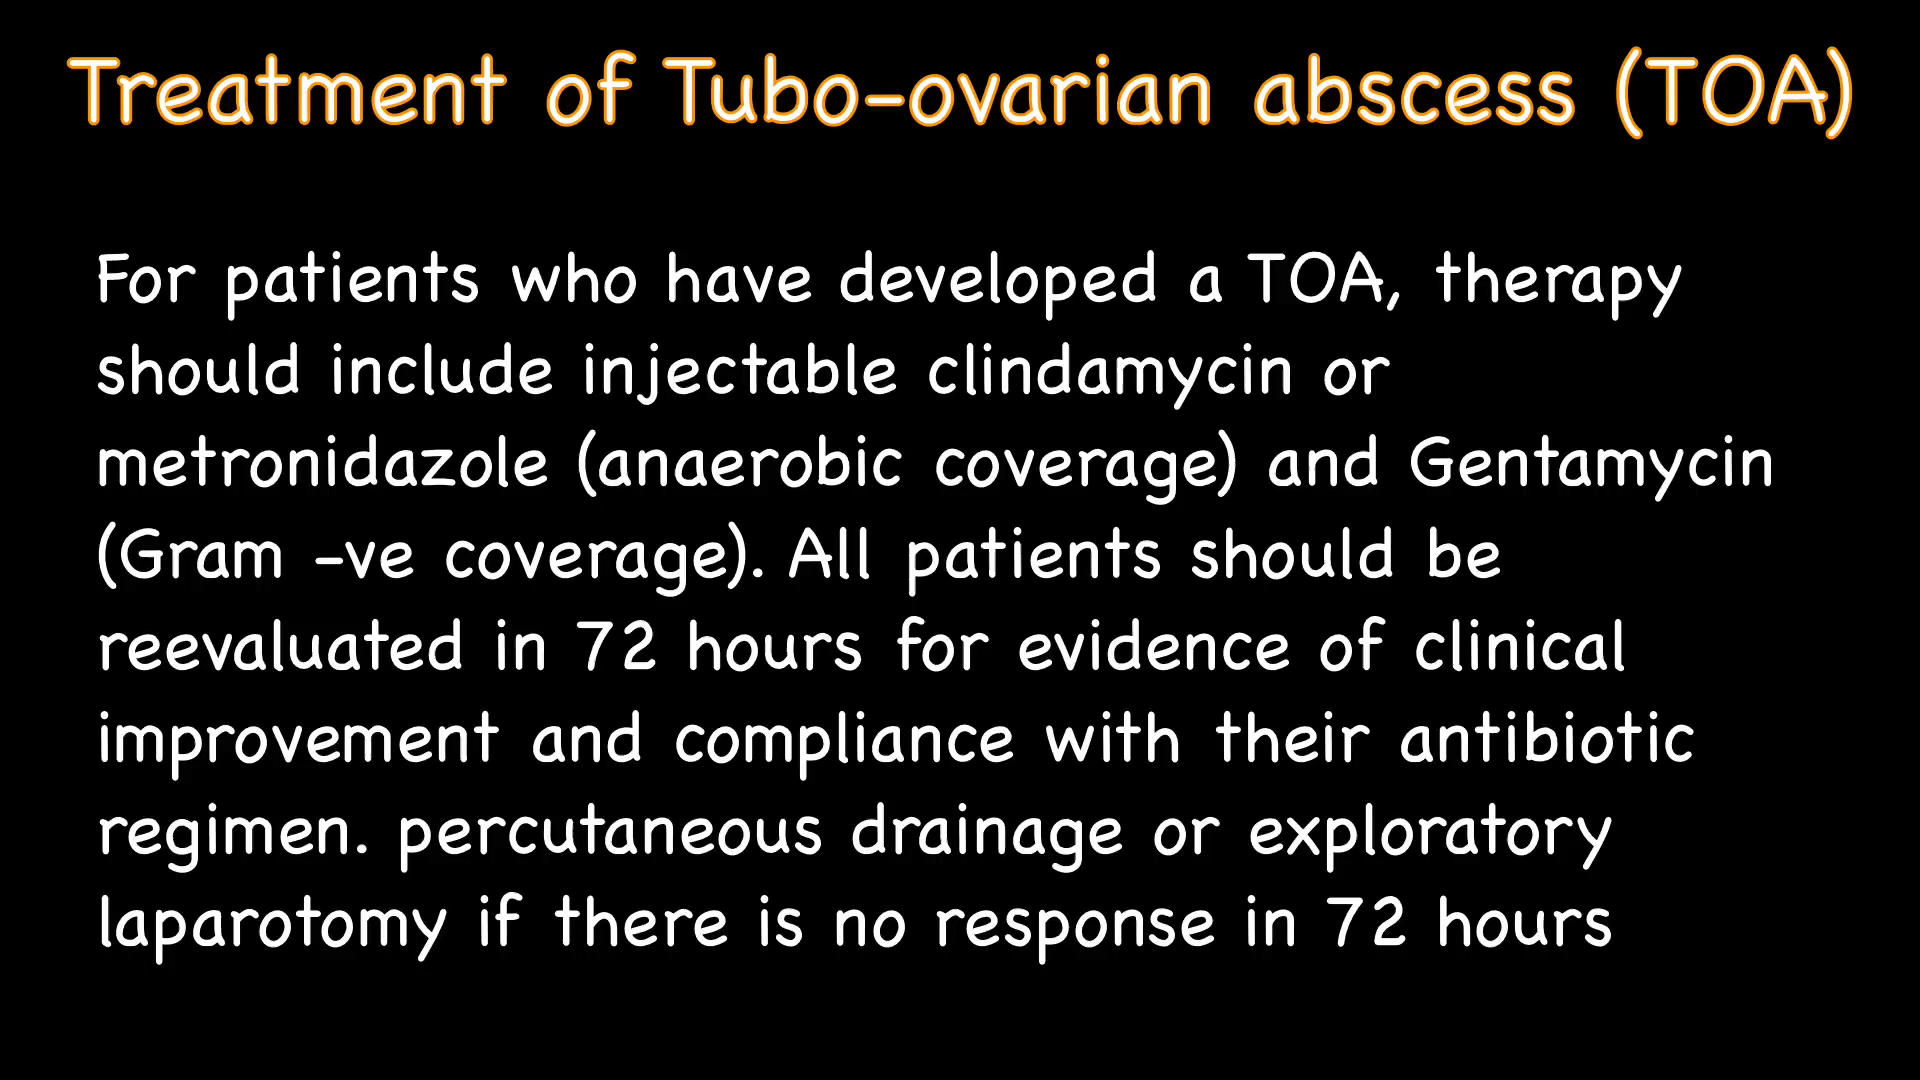 Treatment of Tubo-ovarian abscess (TOA)
For patients who have developed a TOA, therapy
should include injectable clindamycin or
metronidazole (anaerobic coverage) and Gentamycin
(Gram -ve coverage). All patients should be
reevaluated in 72 hours for evidence of clinical
improvement and compliance with their antibiotic
regimen. percutaneous drainage or exploratory
laparotomy if there is no response in 72 hours